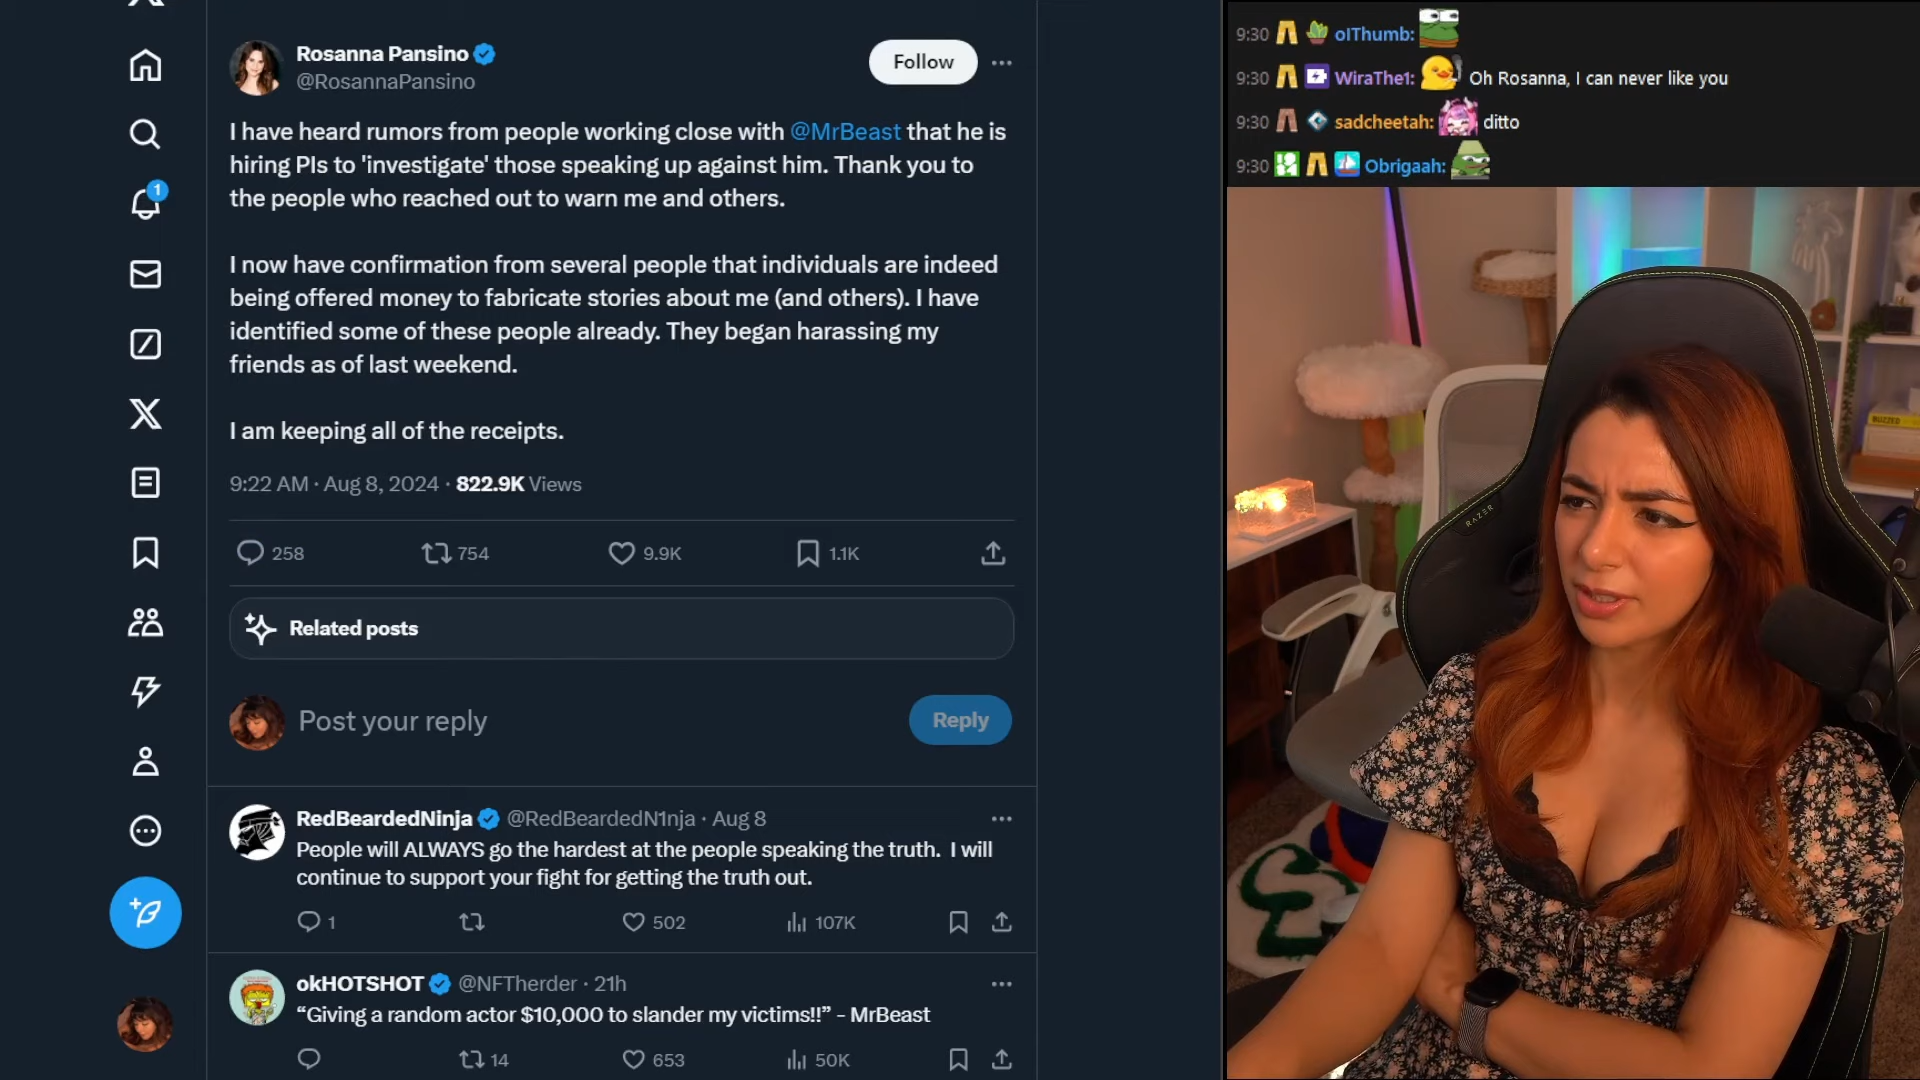 Rosanna Pansino
@RosannaPansino
Follow
I have heard rumors from people working close with @MrBeast that he is
hiring PIs to 'investigate' those speaking up against him. Thank you to
the people who reached out to warn me and others.
I now have confirmation from several people that individuals are indeed
being offered money to fabricate stories about me (and others). I have
identified some of these people already. They began harassing my
friends as of last weekend.
I am keeping all of the receipts.
9:22 AM · Aug 8, 2024 · 822.9K Views
258 754 9.9K 1.1K
Related posts
Post your reply
Reply
RedBeardedNinja @RedBeardedN1nja · Aug 8
People will ALWAYS go the hardest at the people speaking the truth. I will
continue to support your fight for getting the truth out.
1 502 107K
okHOTSHOT @NFTherder · 21h
“Giving a random actor $10,000 to slander my victims!!” - MrBeast
14 653 50K
1
9:30 oIThumb:
9:30 WiraThe1: Oh Rosanna, I can never like you
9:30 sadcheetah: ditto
9:30 Obrigaah:
RAZER
BUZZED